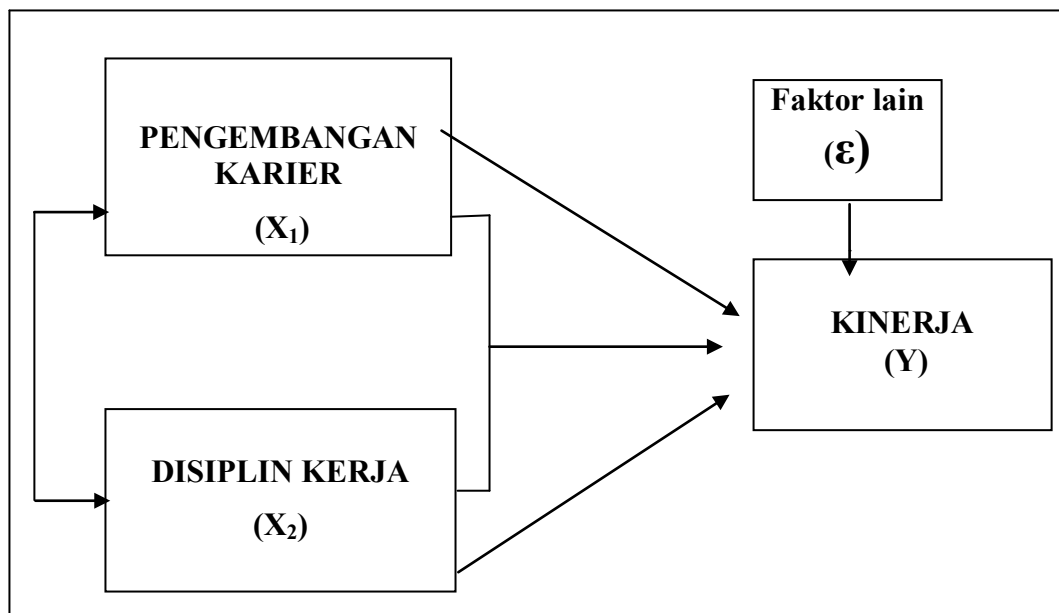 PENGEMBANGAN
KARIER
(X₁)
Faktor lain
(ε)
KINERJA
(Y)
DISIPLIN KERJA
(X₂)